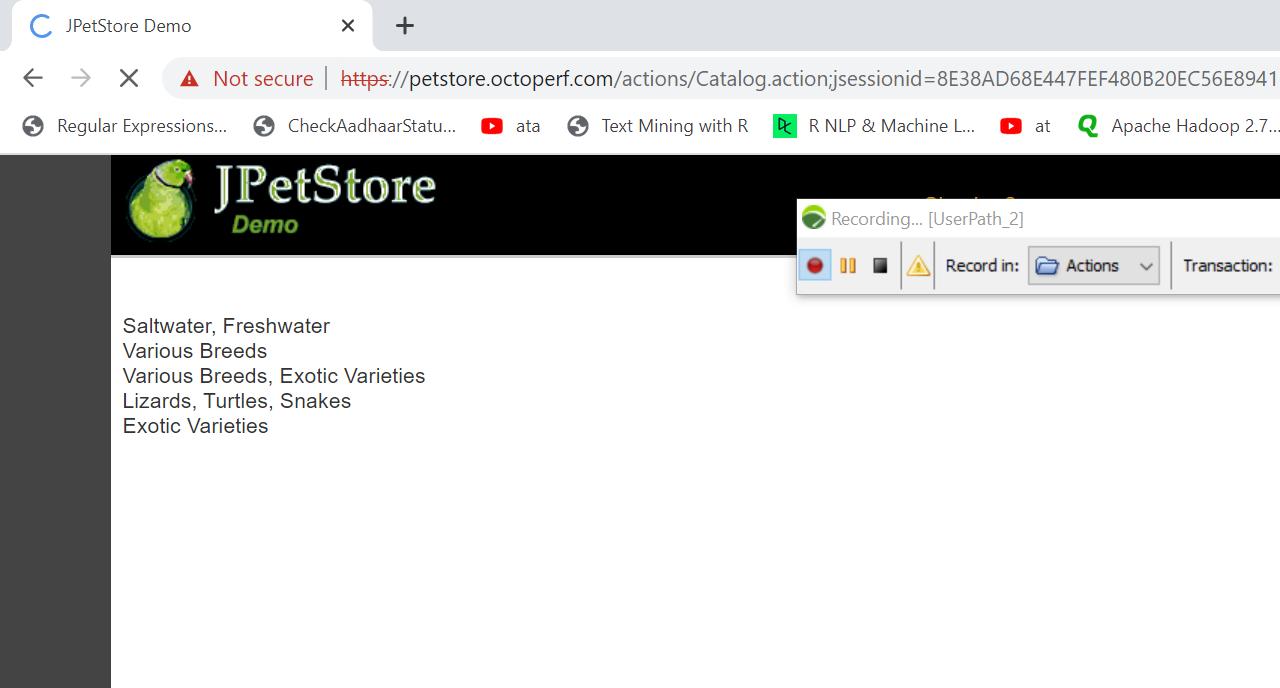 JPetStore Demo
Not secure | https://petstore.octoperf.com/actions/Catalog.action;jsessionid=8E38AD68E447FEF480B20EC56E8941
Regular Expressions... CheckAadhaarStatu... ata Text Mining with R R NLP & Machine L... at Apache Hadoop 2.7...
JPetStore
Demo
Recording... [UserPath_2]
Record in: Actions Transaction:
Saltwater, Freshwater
Various Breeds
Various Breeds, Exotic Varieties
Lizards, Turtles, Snakes
Exotic Varieties